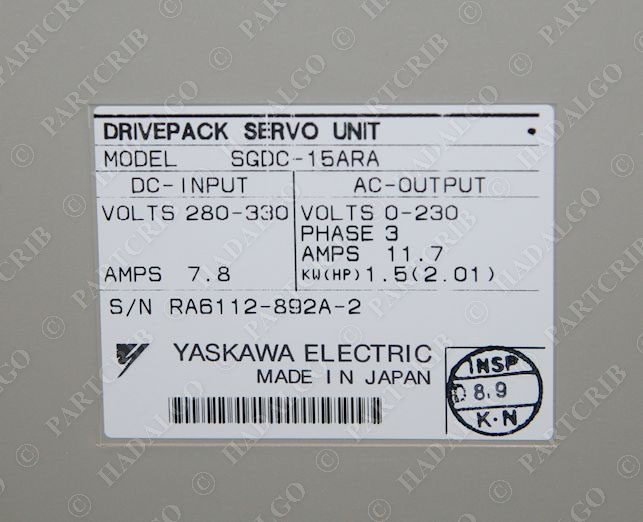 DRIVEPACK SERVO UNIT
MODEL SGDC-15ARA
DC-INPUT AC-OUTPUT
VOLTS 280-330 VOLTS 0-230
PHASE 3
AMPS 11.7
AMPS 7.8 KW(HP) 1.5(2.01)
S/N RA6112-892A-2
YASKAWA ELECTRIC
MADE IN JAPAN
INSP
D 8.9
K·N
© PARTCRIB
© HADALGO